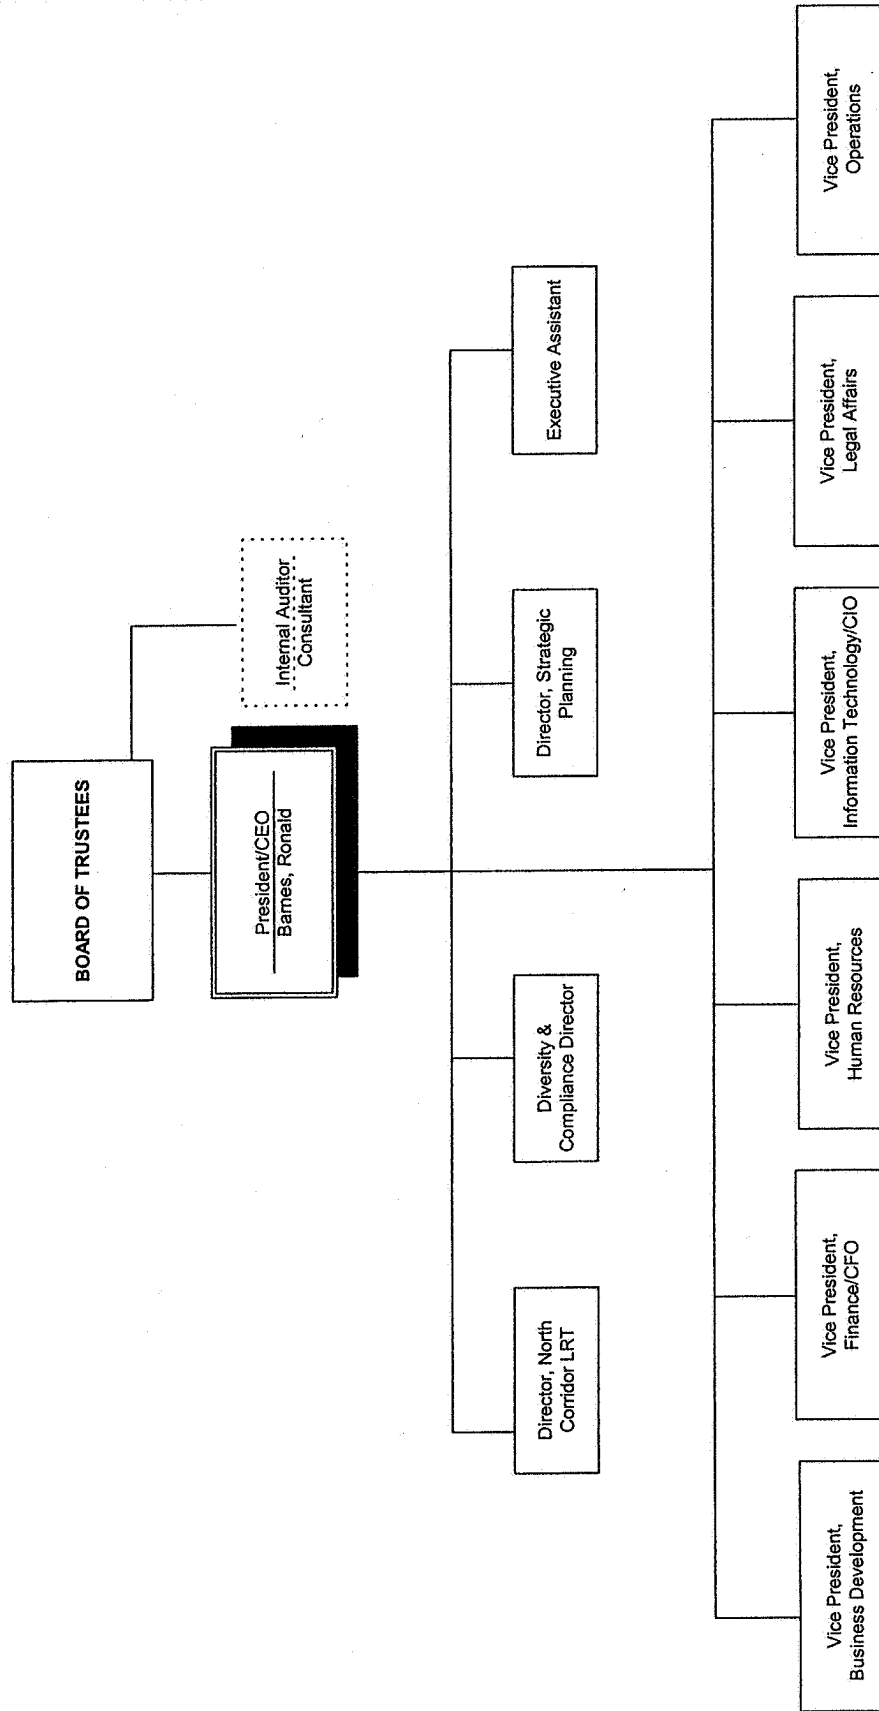 BOARD OF TRUSTEES
President/CEO
Barnes, Ronald
Internal Auditor
Consultant
Director, North
Corridor LRT
Diversity &
Compliance Director
Director, Strategic
Planning
Executive Assistant
Vice President,
Business Development
Vice President,
Finance/CFO
Vice President,
Human Resources
Vice President,
Information Technology/CIO
Vice President,
Legal Affairs
Vice President,
Operations